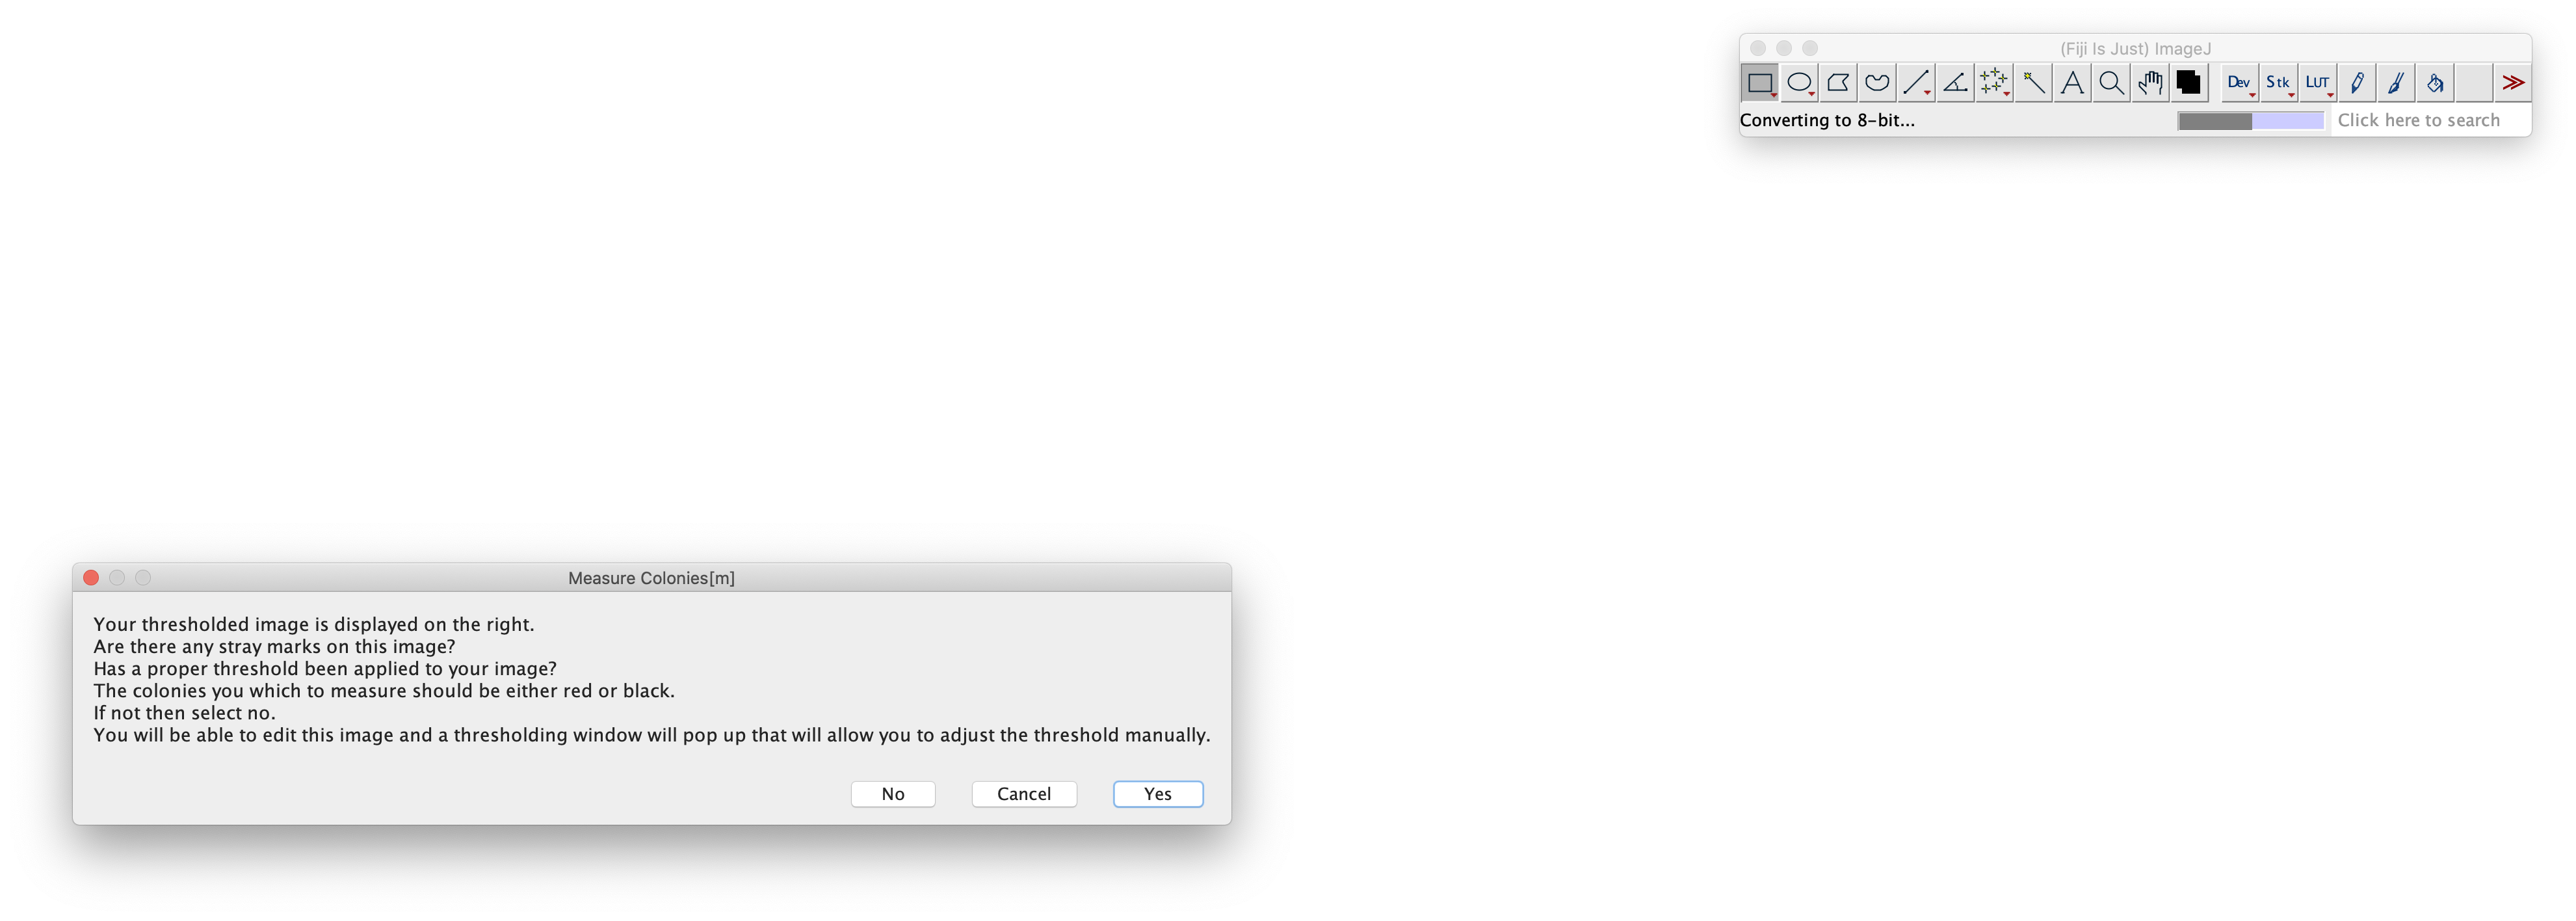 (Fiji Is Just) ImageJ
A
Dev
Stk
LUT
Converting to 8-bit...
Click here to search
Measure Colonies[m]
Your thresholded image is displayed on the right.
Are there any stray marks on this image?
Has a proper threshold been applied to your image?
The colonies you which to measure should be either red or black.
If not then select no.
You will be able to edit this image and a thresholding window will pop up that will allow you to adjust the threshold manually.
No
Cancel
Yes